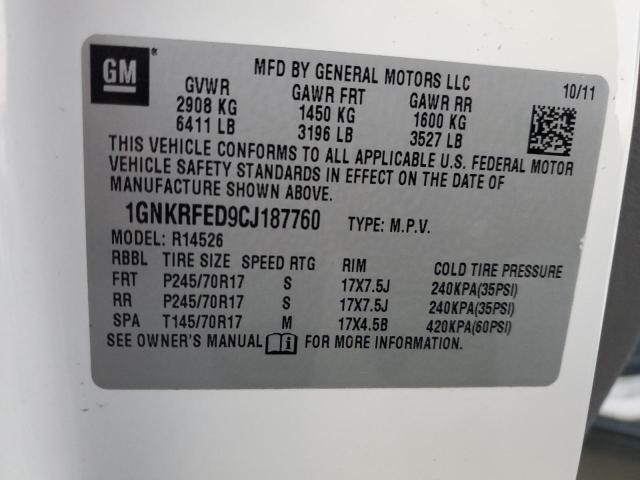 GM
MFD BY GENERAL MOTORS LLC
10/11
GVWR GAWR FRT GAWR RR
2908 KG 1450 KG 1600 KG
6411 LB 3196 LB 3527 LB
THIS VEHICLE CONFORMS TO ALL APPLICABLE U.S. FEDERAL MOTOR
VEHICLE SAFETY STANDARDS IN EFFECT ON THE DATE OF
MANUFACTURE SHOWN ABOVE.
1GNKRFED9CJ187760 TYPE: M.P.V.
MODEL: R14526
RBBL TIRE SIZE SPEED RTG RIM COLD TIRE PRESSURE
FRT P245/70R17 S 17X7.5J 240KPA(35PSI)
RR P245/70R17 S 17X7.5J 240KPA(35PSI)
SPA T145/70R17 M 17X4.5B 420KPA(60PSI)
SEE OWNER'S MANUAL i FOR MORE INFORMATION.